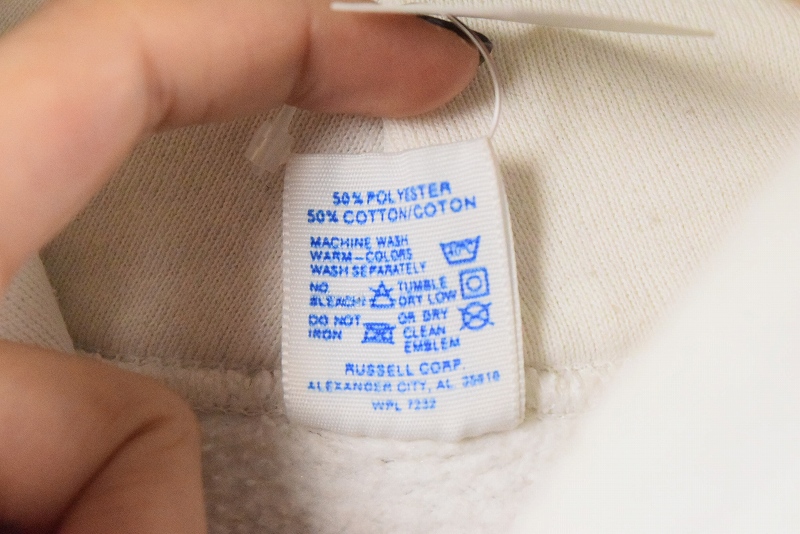 50% POLYESTER
50% COTTON/COTON
MACHINE WASH
WARM-COLORS
WASH SEPARATELY
40°
NO
BLEACH
TUMBLE
DRY LOW
DO NOT
IRON
OR DRY
CLEAN
EMBLEM
RUSSELL CORP.
ALEXANDER CITY, AL
WPL 7232